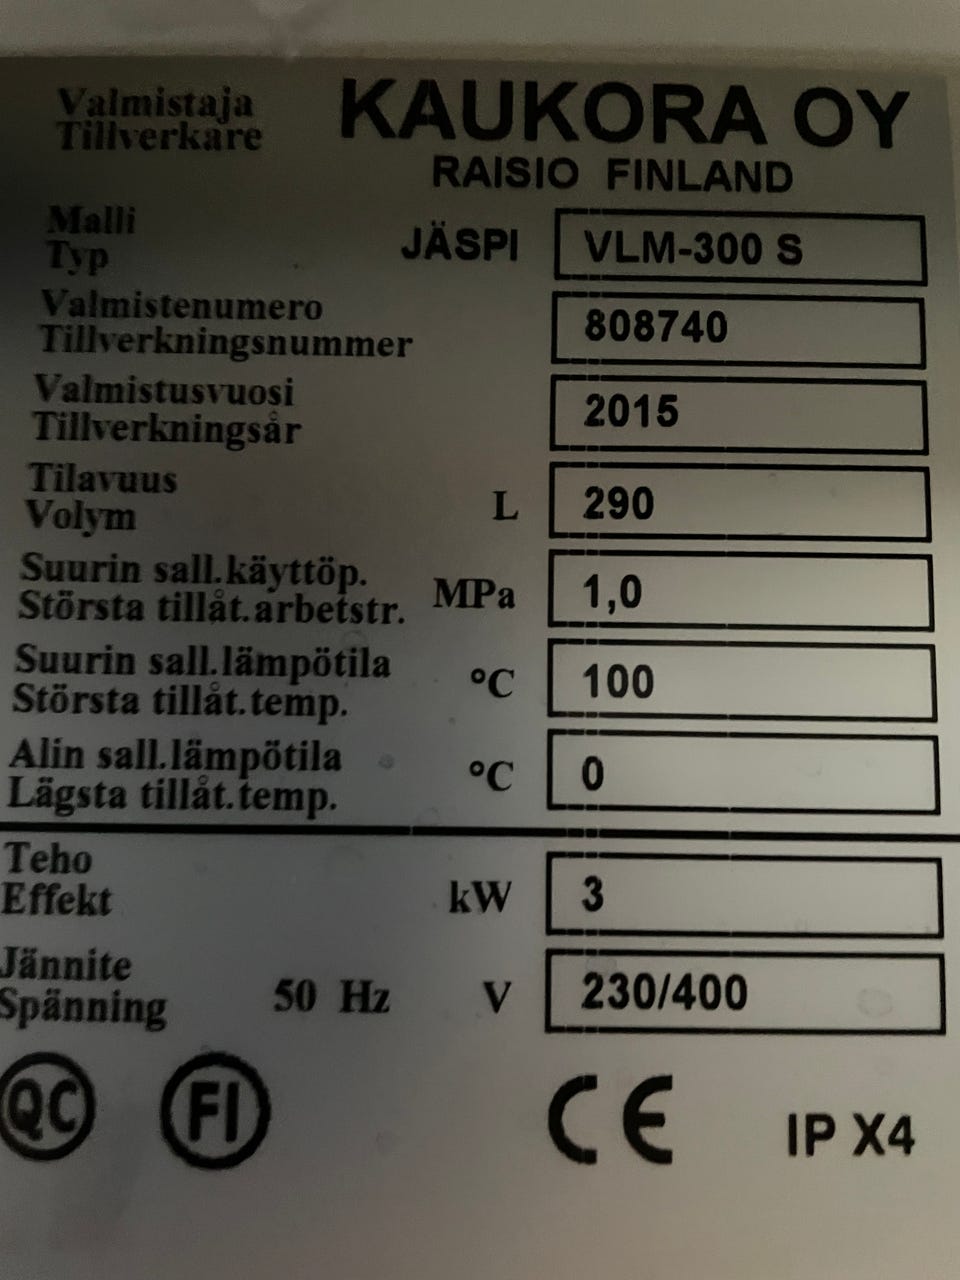 Valmistaja KAUKORA OY
Tillverkare
RAISIO FINLAND
Malli
Typ JÄSPI VLM-300 S
Valmistenumero
Tillverkningsnummer 808740
Valmistusvuosi
Tillverkningsår 2015
Tilavuus
Volym L 290
Suurin sall.käyttöp.
Största tillåt.arbetstr. MPa 1,0
Suurin sall.lämpötila
Största tillåt.temp. °C 100
Alin sall.lämpötila
Lägsta tillåt.temp. °C 0
Teho
Effekt kW 3
Jännite
Spänning 50 Hz V 230/400
QC FI CE IP X4